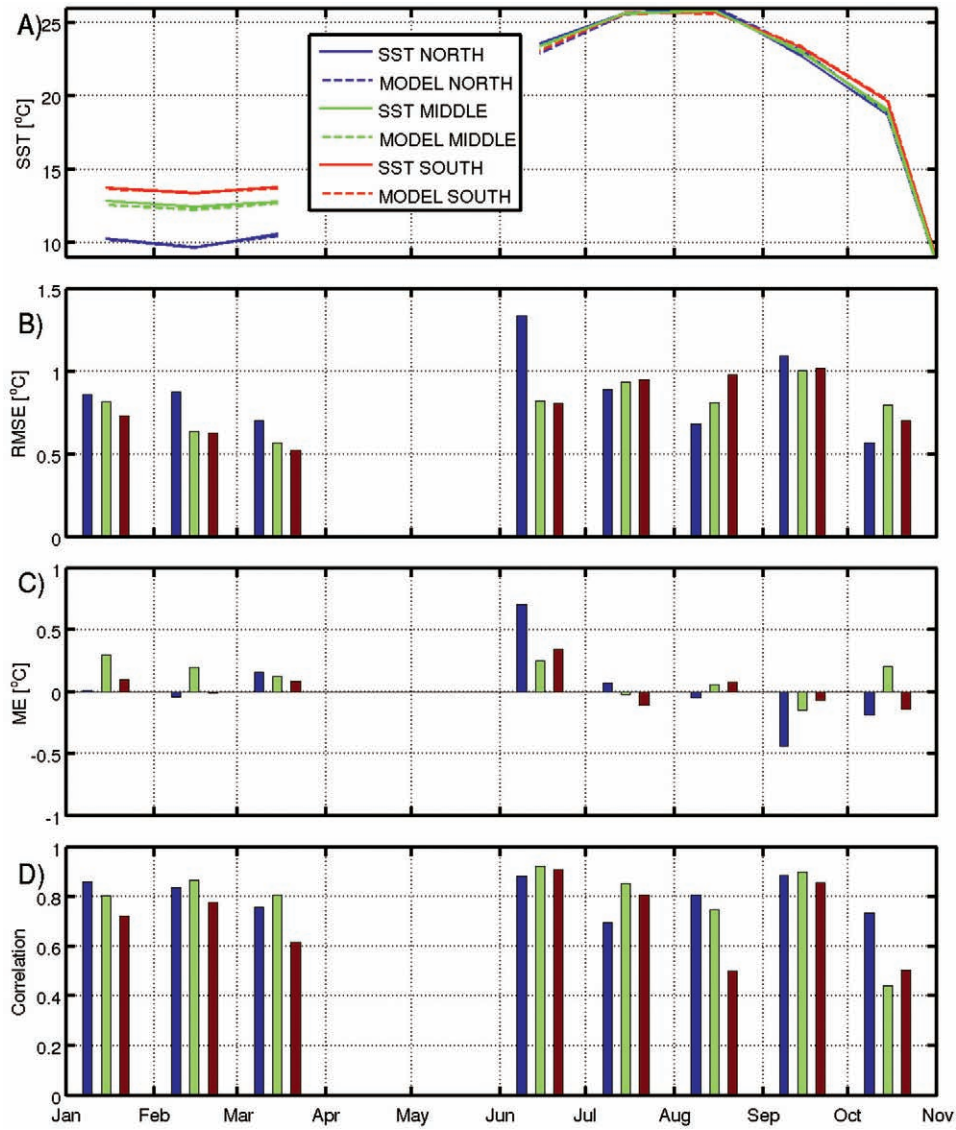 A)
SST [°C]
25
20
15
10
SST NORTH
MODEL NORTH
SST MIDDLE
MODEL MIDDLE
SST SOUTH
MODEL SOUTH
B)
RMSE [°C]
1.5
1
0.5
0
C)
ME [°C]
1
0.5
0
-0.5
-1
D)
Correlation
1
0.8
0.6
0.4
0.2
0
Jan Feb Mar Apr May Jun Jul Aug Sep Oct Nov